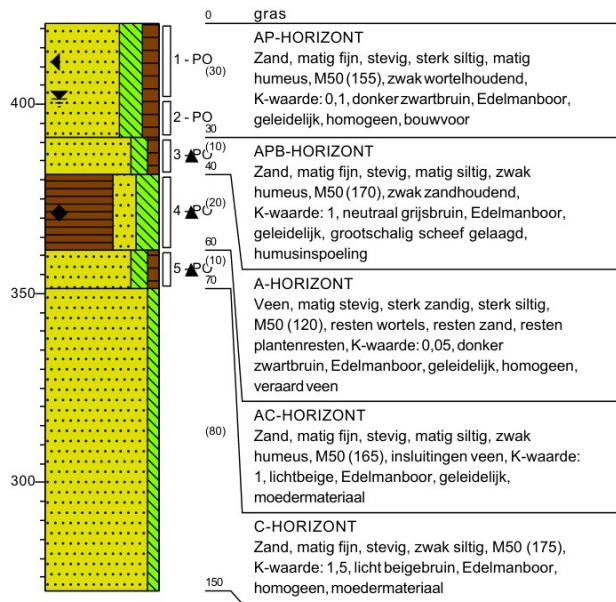 0 gras
AP-HORIZONT
Zand, matig fijn, stevig, sterk siltig, matig
humeus, M50 (155), zwak wortelhoudend,
K-waarde: 0,1, donkerzwartbruin, Edelmanboor,
geleidelijk, homogeen, bouwvoor
1 - PO
(30)
400
2 - PO
30
APB-HORIZONT
Zand, matig fijn, stevig, matig siltig, zwak
humeus, M50 (170), zwak zandhoudend,
K-waarde: 1, neutraal grijsbruin, Edelmanboor,
geleidelijk, grootschalig scheef gelaagd,
humusinspoeling
3 - PO
(10)
40
4 - PO
(20)
60
A-HORIZONT
Veen, matig stevig, sterk zandig, sterk siltig,
M50 (120), resten wortels, resten zand, resten
plantenresten, K-waarde: 0,05, donker
zwartbruin, Edelmanboor, geleidelijk, homogeen,
veraard veen
5 - PO
(10)
70
350
AC-HORIZONT
Zand, matig fijn, stevig, matig siltig, zwak
humeus, M50 (165), insluitingen veen, K-waarde:
1, lichtbeige, Edelmanboor, geleidelijk,
moedermateriaal
(80)
300
C-HORIZONT
Zand, matig fijn, stevig, zwak siltig, M50 (175),
K-waarde: 1,5, licht beigebruin, Edelmanboor,
homogeen, moedermateriaal
150